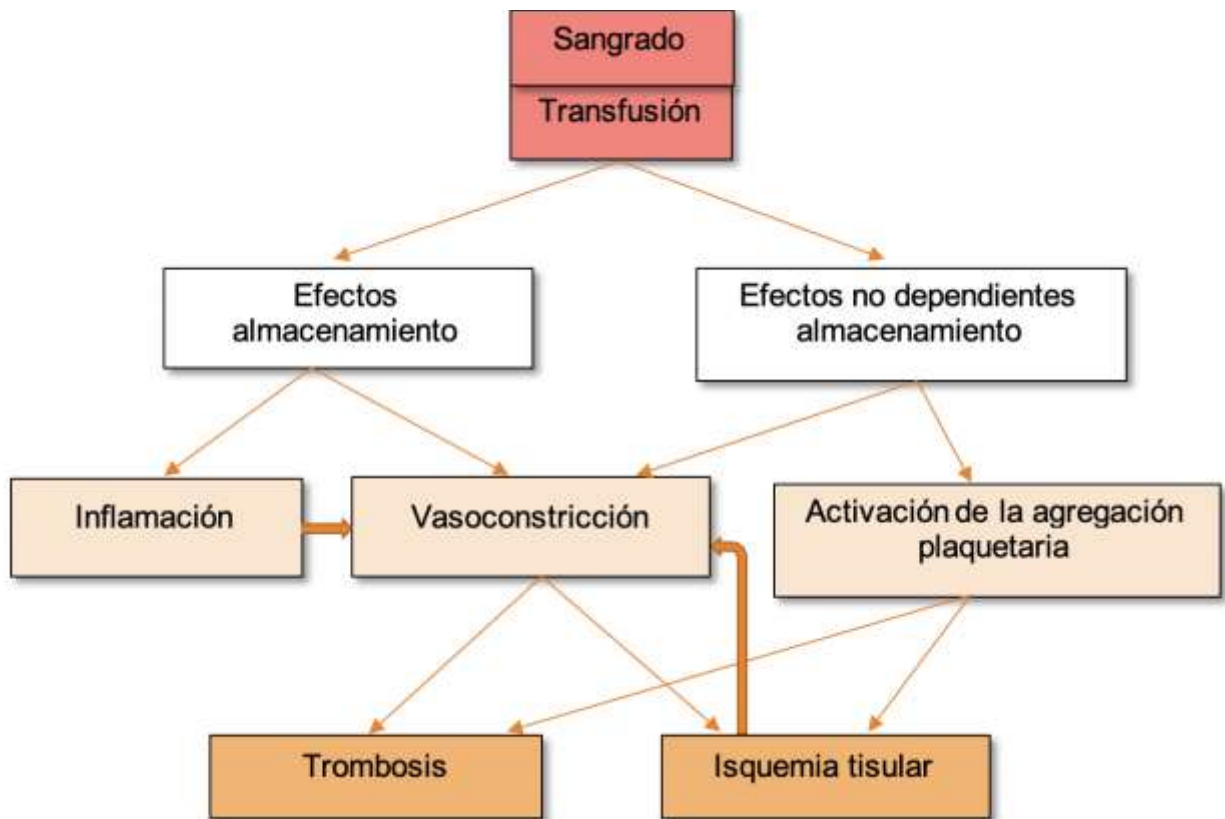 Sangrado
Transfusión
Efectos
almacenamiento
Efectos no dependientes
almacenamiento
Inflamación
Vasoconstricción
Activación de la agregación
plaquetaria
Trombosis
Isquemia tisular